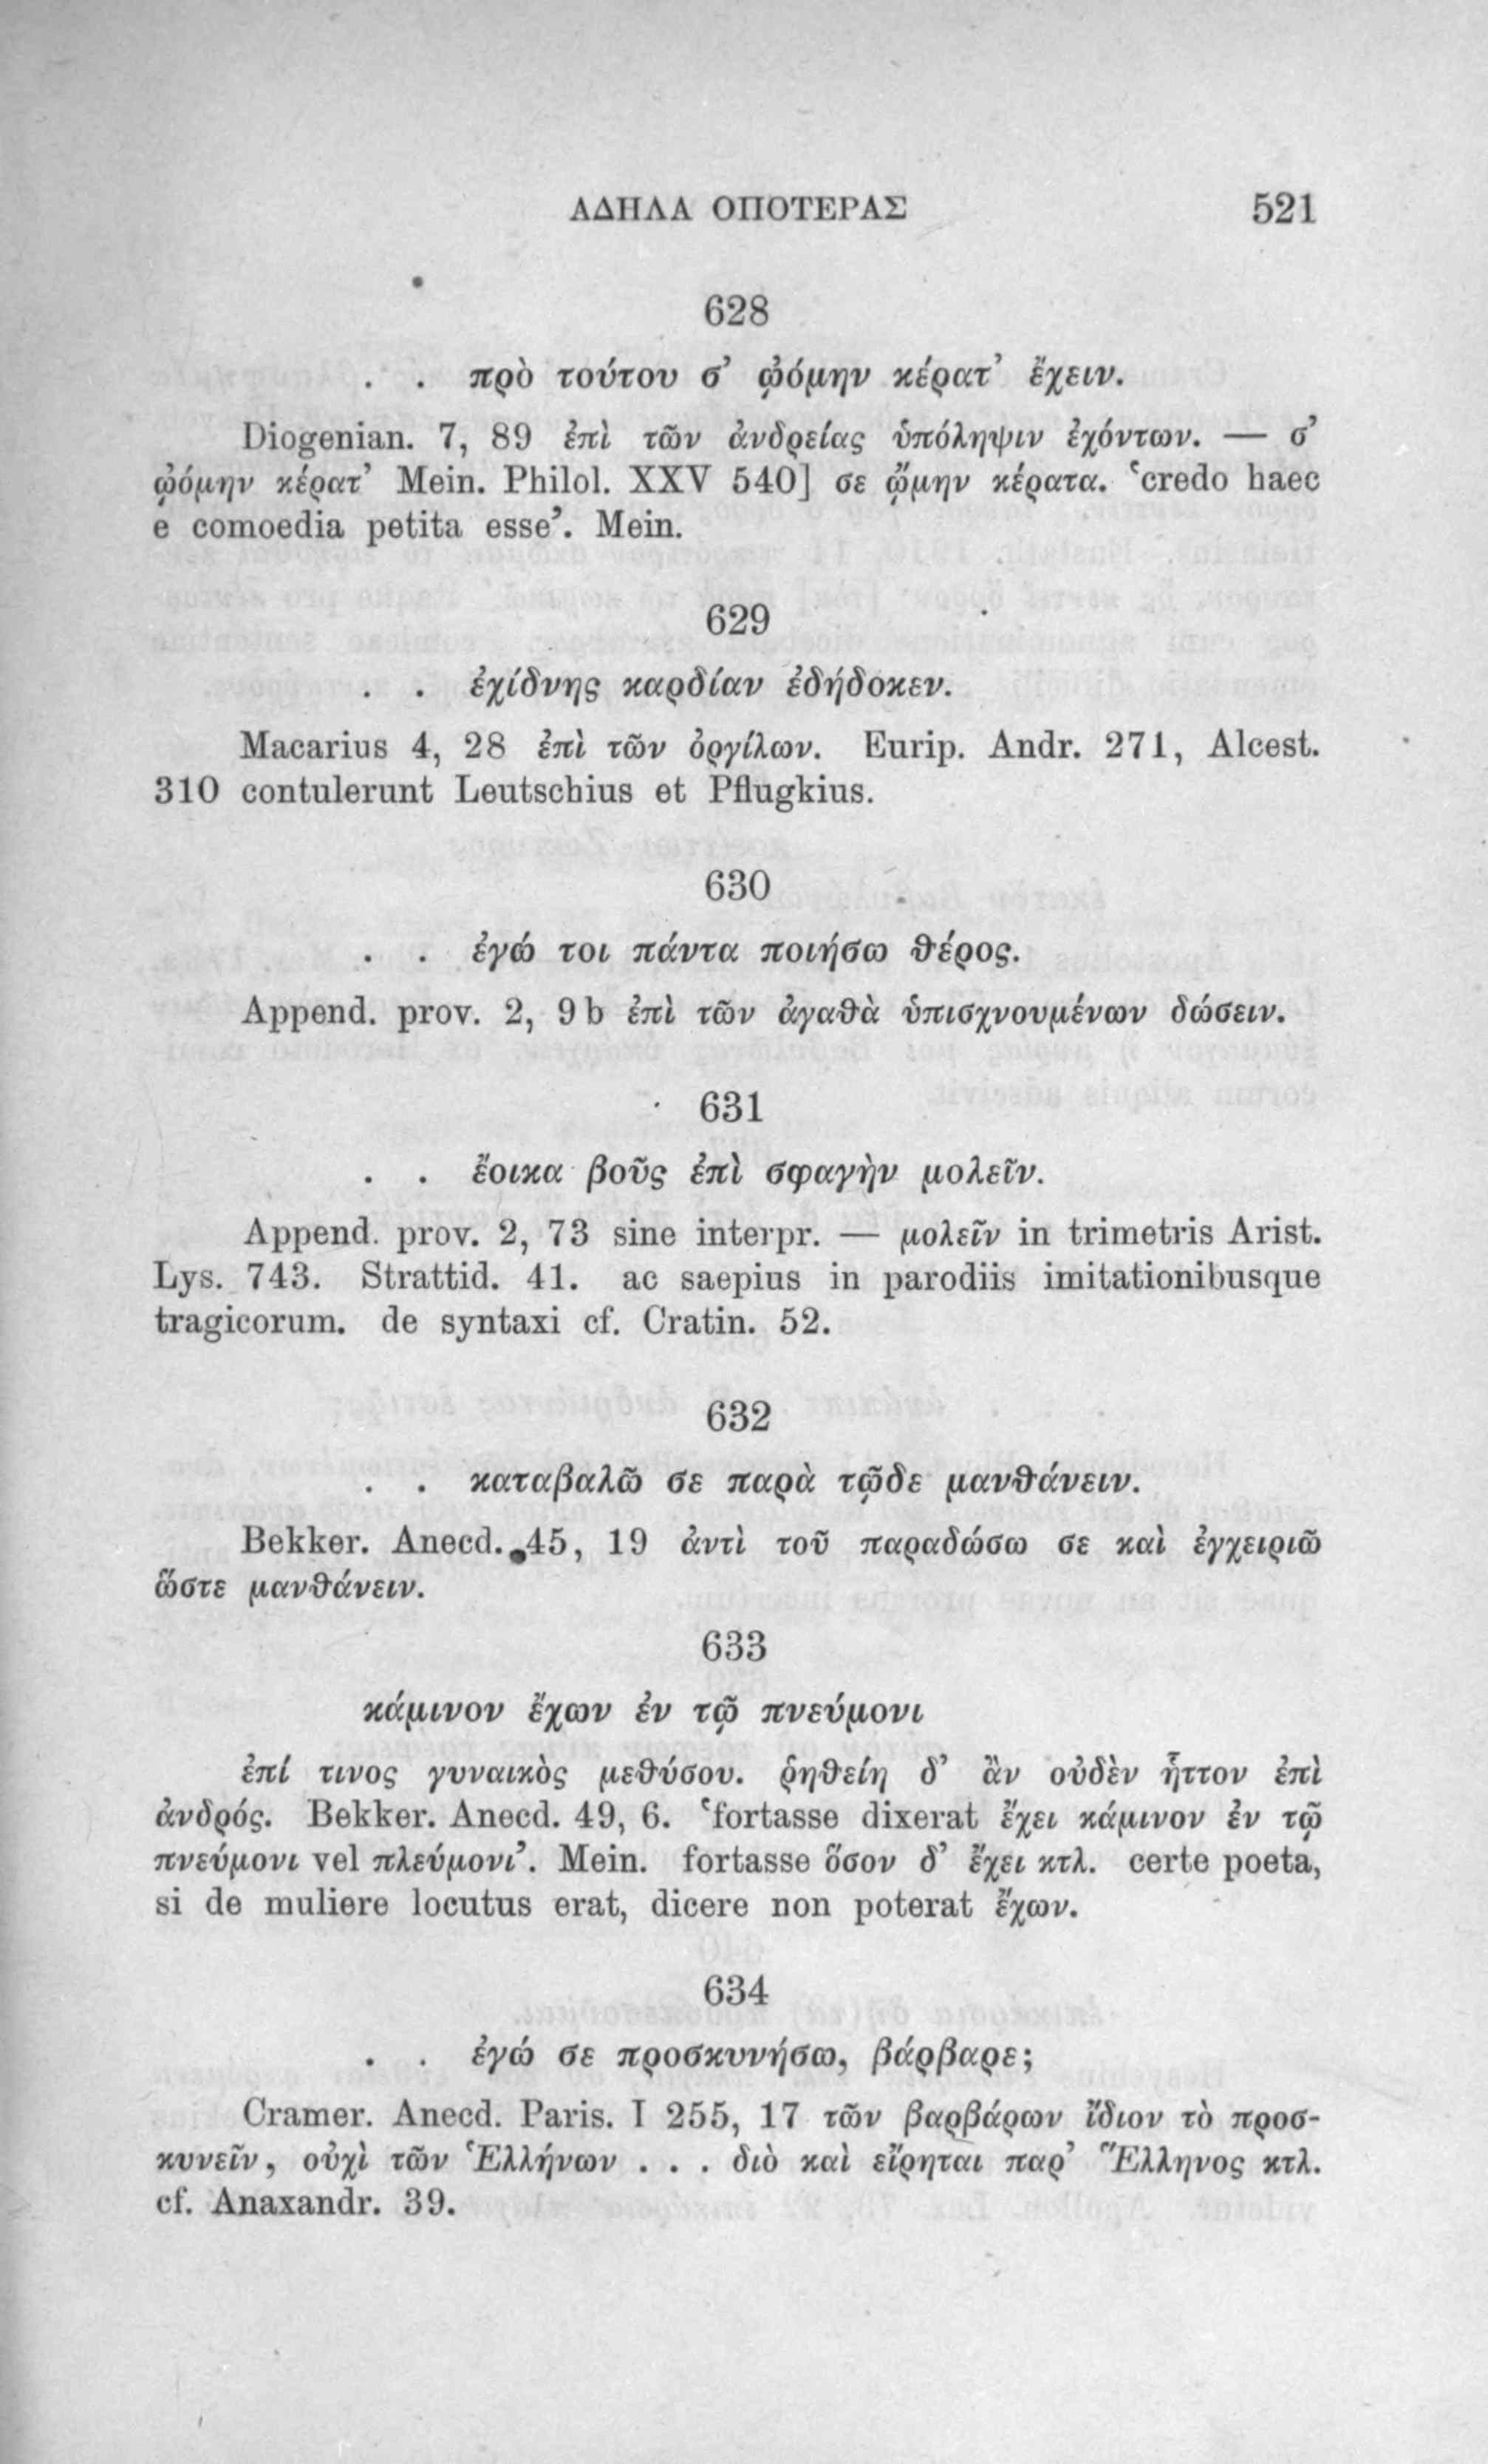 ΑΔΗΛΑ ΟΠΟΤΕΡΑΣ 521
628
. . πρὸ τούτου σ’ ᾠόμην κέρατ’ ἔχειν.
Diogenian. 7, 89 ἐπὶ τῶν ἀνδρείας ὑπόληψιν ἐχόντων. — σ’
ᾠόμην κέρατ’ Mein. Philol. XXV 540] σε ᾤμην κέρατα. ‘credo haec
e comoedia petita esse’. Mein.
629
. . ἐχίδνης καρδίαν ἐδήδοκεν.
Macarius 4, 28 ἐπὶ τῶν ὀργίλων. Eurip. Andr. 271, Alcest.
310 contulerunt Leutschius et Pflugkius.
630
. . ἐγώ τοι πάντα ποιήσω θέρος.
Append. prov. 2, 9 b ἐπὶ τῶν ἀγαθὰ ὑπισχνουμένων δώσειν.
631
. . ἔοικα βοῦς ἐπὶ σφαγὴν μολεῖν.
Append. prov. 2, 73 sine interpr. — μολεῖν in trimetris Arist.
Lys. 743. Strattid. 41. ac saepius in parodiis imitationibusque
tragicorum. de syntaxi cf. Cratin. 52.
632
. . καταβαλῶ σε παρὰ τῷδε μανθάνειν.
Bekker. Anecd. 45, 19 ἀντὶ τοῦ παραδώσω σε καὶ ἐγχειριῶ
ὥστε μανθάνειν.
633
κάμινον ἔχων ἐν τῷ πνεύμονι
ἐπί τινος γυναικὸς μεθύσου. ῥηθείη δ’ ἂν οὐδὲν ἧττον ἐπὶ
ἀνδρός. Bekker. Anecd. 49, 6. ‘fortasse dixerat ἔχει κάμινον ἐν τῷ
πνεύμονι vel πλεύμονι’. Mein. fortasse ὅσον δ’ ἔχει κτλ. certe poeta,
si de muliere locutus erat, dicere non poterat ἔχων.
634
. . ἐγώ σε προσκυνήσω, βάρβαρε;
Cramer. Anecd. Paris. I 255, 17 τῶν βαρβάρων ἴδιον τὸ προσ-
κυνεῖν, οὐχὶ τῶν Ἑλλήνων . . . διὸ καὶ εἴρηται παρ’ Ἕλληνος κτλ.
cf. Anaxandr. 39.